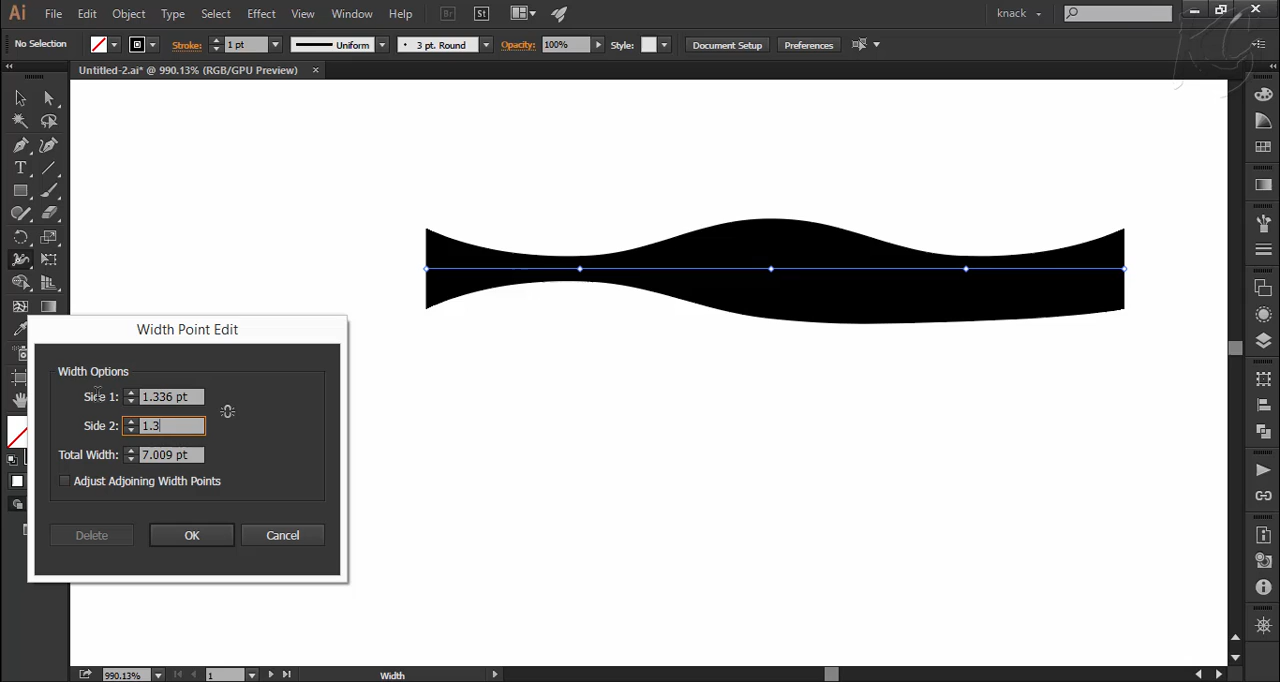 Ai File Edit Object Type Select Effect View Window Help Br St knack
No Selection Stroke: 1 pt Uniform 3 pt. Round Opacity: 100% Style: Document Setup Preferences
Untitled-2.ai* @ 990.13% (RGB/GPU Preview) ×
T
Width Point Edit
Width Options
Side 1: 1.336 pt
Side 2: 1.3
Total Width: 7.009 pt
Adjust Adjoining Width Points
Delete OK Cancel
990.13% 1 Width